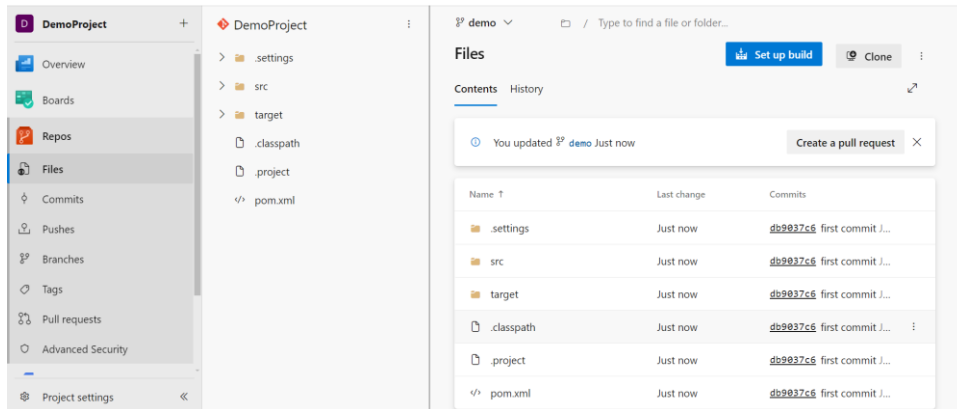 D DemoProject +
Overview
Boards
Repos
Files
Commits
Pushes
Branches
Tags
Pull requests
Advanced Security
Project settings «
DemoProject
.settings
src
target
.classpath
.project
</> pom.xml
demo / Type to find a file or folder...
Files
Set up build
Clone
Contents History
You updated demo Just now
Create a pull request
Name ↑ Last change Commits
.settings Just now db9037c6 first commit J...
src Just now db9037c6 first commit J...
target Just now db9037c6 first commit J...
.classpath Just now db9037c6 first commit J...
.project Just now db9037c6 first commit J...
</> pom.xml Just now db9037c6 first commit J...